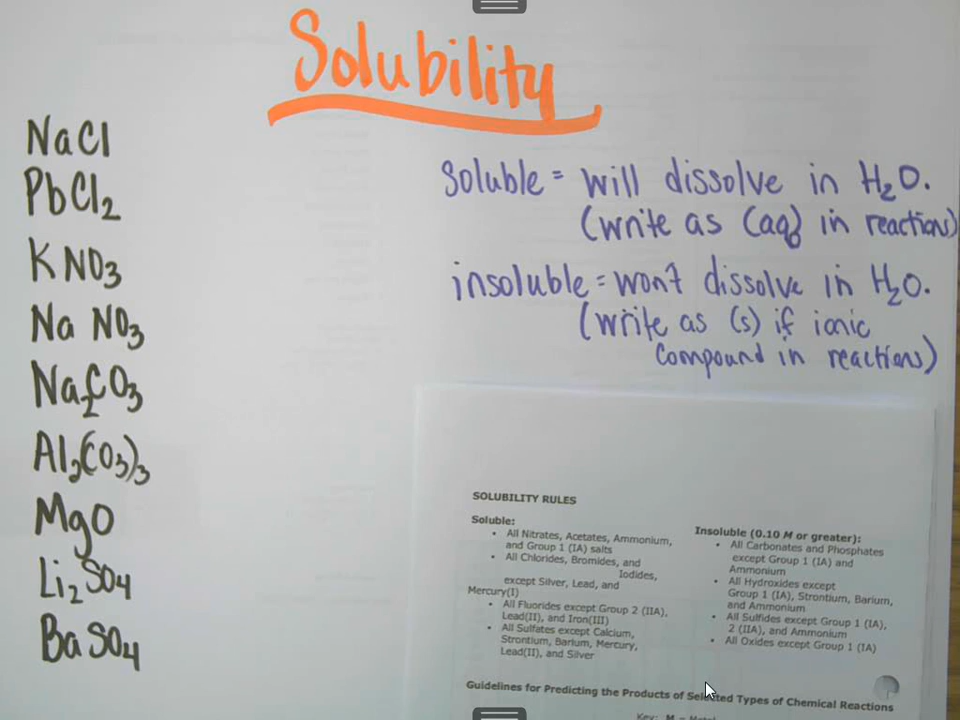 Solubility
NaCl
PbCl2
KNO3
Na NO3
Na2CO3
Al2(CO3)3
MgO
Li2SO4
BaSO4
Soluble = will dissolve in H2O.
(write as (aq) in reactions)
insoluble = won't dissolve in H2O.
(write as (s) if ionic
compound in reactions)
SOLUBILITY RULES
Soluble:
• All Nitrates, Acetates, Ammonium,
and Group 1 (IA) salts
• All Chlorides, Bromides, and
Iodides,
except Silver, Lead, and
Mercury(I)
• All Fluorides except Group 2 (IIA),
Lead(II), and Iron(III)
• All Sulfates except Calcium,
Strontium, Barium, Mercury,
Lead(II), and Silver
Insoluble (0.10 M or greater):
• All Carbonates and Phosphates
except Group 1 (IA) and
Ammonium
• All Hydroxides except
Group 1 (IA), Strontium, Barium,
and Ammonium
• All Sulfides except Group 1 (IA),
2 (IIA), and Ammonium
• All Oxides except Group 1 (IA)
Guidelines for Predicting the Products of Selected Types of Chemical Reactions
Key: M = Metal